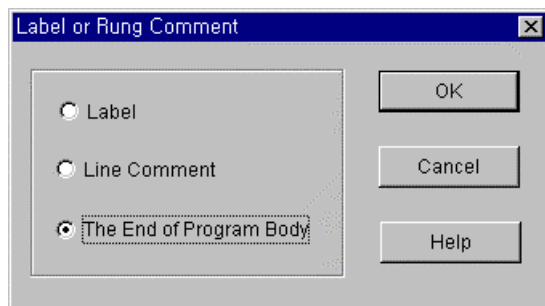 Label or Rung Comment
Label
Line Comment
The End of Program Body
OK
Cancel
Help